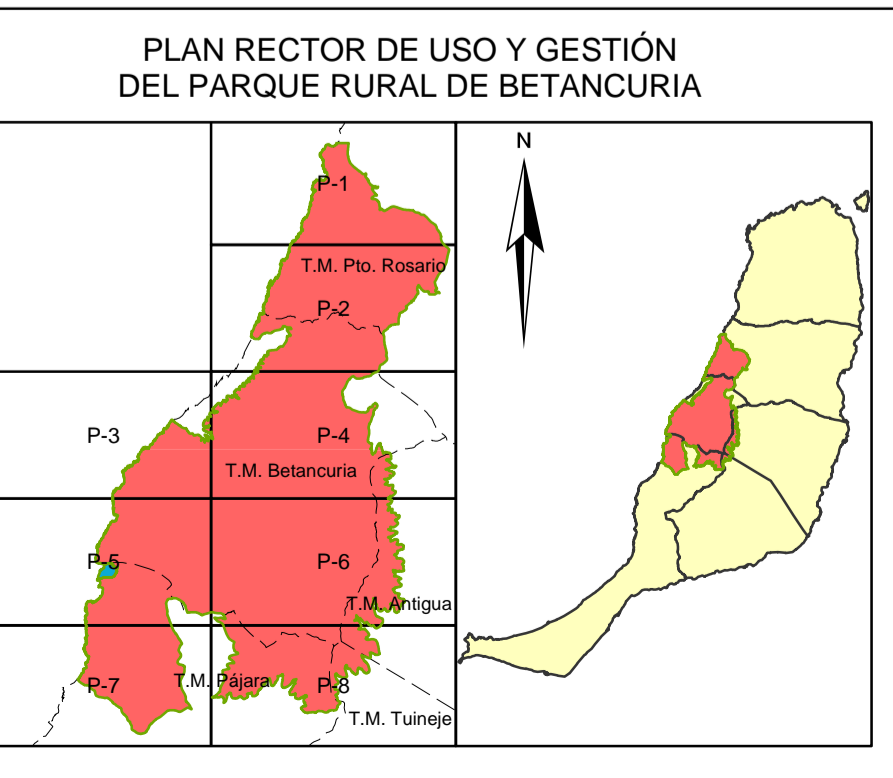 PLAN RECTOR DE USO Y GESTIÓN
DEL PARQUE RURAL DE BETANCURIA
N
P-1
T.M. Pto. Rosario
P-2
P-3
P-4
T.M. Betancuria
P-5
P-6
T.M. Antigua
P-7
T.M. Pájara
P-8
T.M. Tuineje